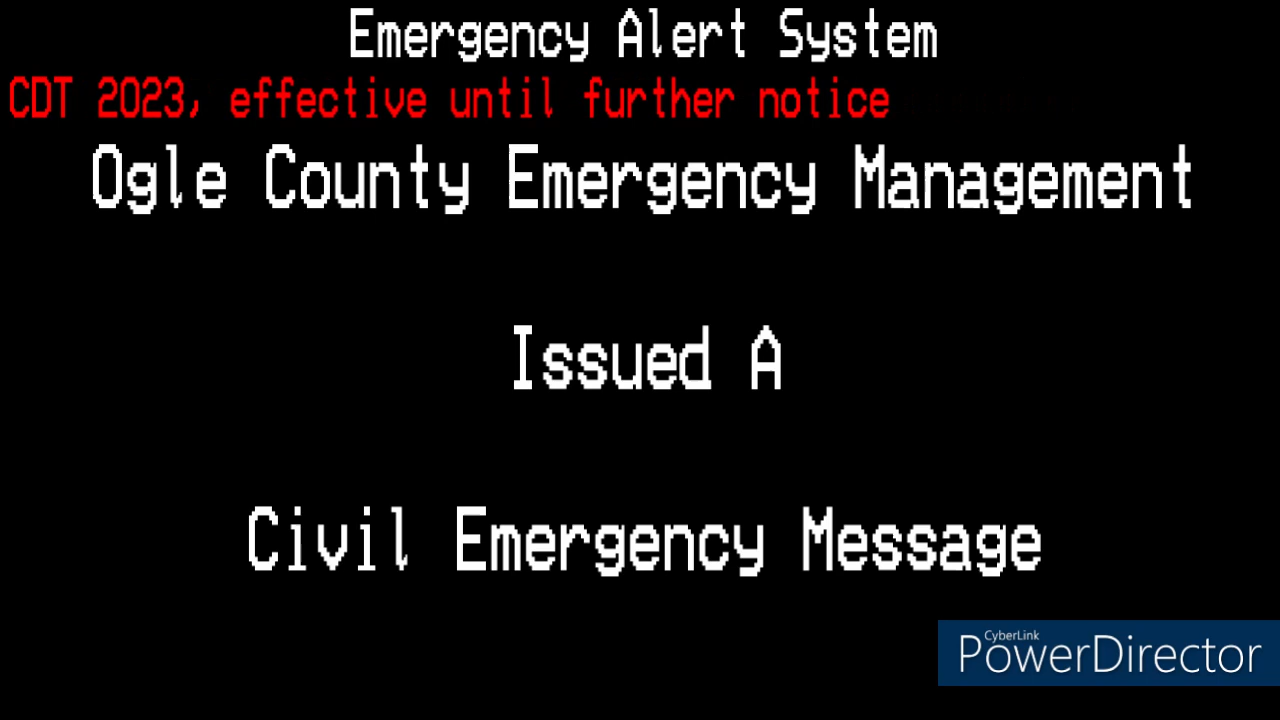 Emergency Alert System
CDT 2023, effective until further notice
Ogle County Emergency Management
Issued A
Civil Emergency Message
CyberLink
PowerDirector